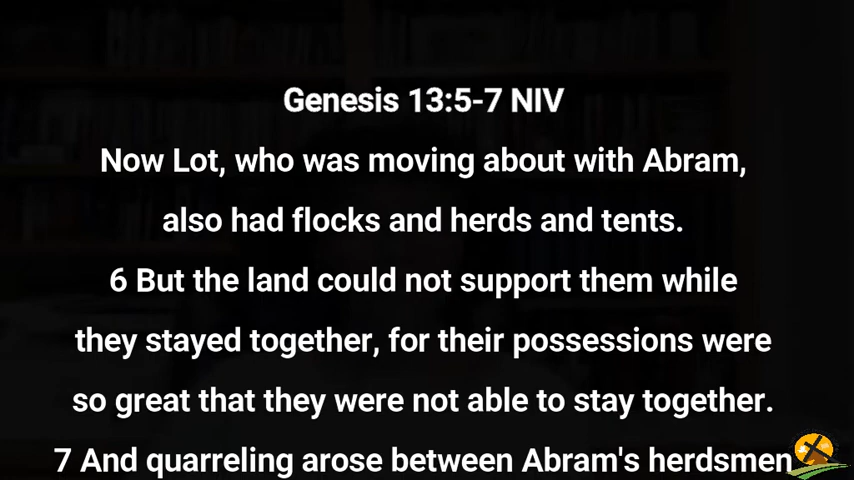 Genesis 13:5-7 NIV
Now Lot, who was moving about with Abram,
also had flocks and herds and tents.
6 But the land could not support them while
they stayed together, for their possessions were
so great that they were not able to stay together.
7 And quarreling arose between Abram's herdsmen